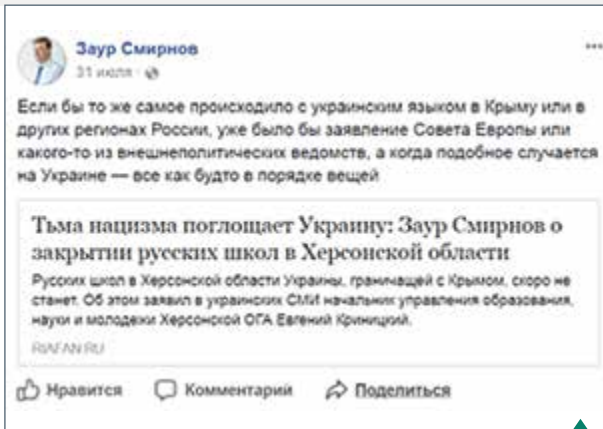 Заур Смирнов
31 июля
Если бы то же самое происходило с украинским языком в Крыму или в
других регионах России, уже было бы заявление Совета Европы или
какого-то из внешнеполитических ведомств, а когда подобное случается
на Украине — все как будто в порядке вещей
Тьма нацизма поглощает Украину: Заур Смирнов о
закрытии русских школ в Херсонской области
Русских школ в Херсонской области Украины, граничащей с Крымом, скоро не
станет. Об этом заявил в украинских СМИ начальник управления образования,
науки и молодежи Херсонской ОГА Евгений Криницкий.
RIAFAN.RU
Нравится Комментарий Поделиться